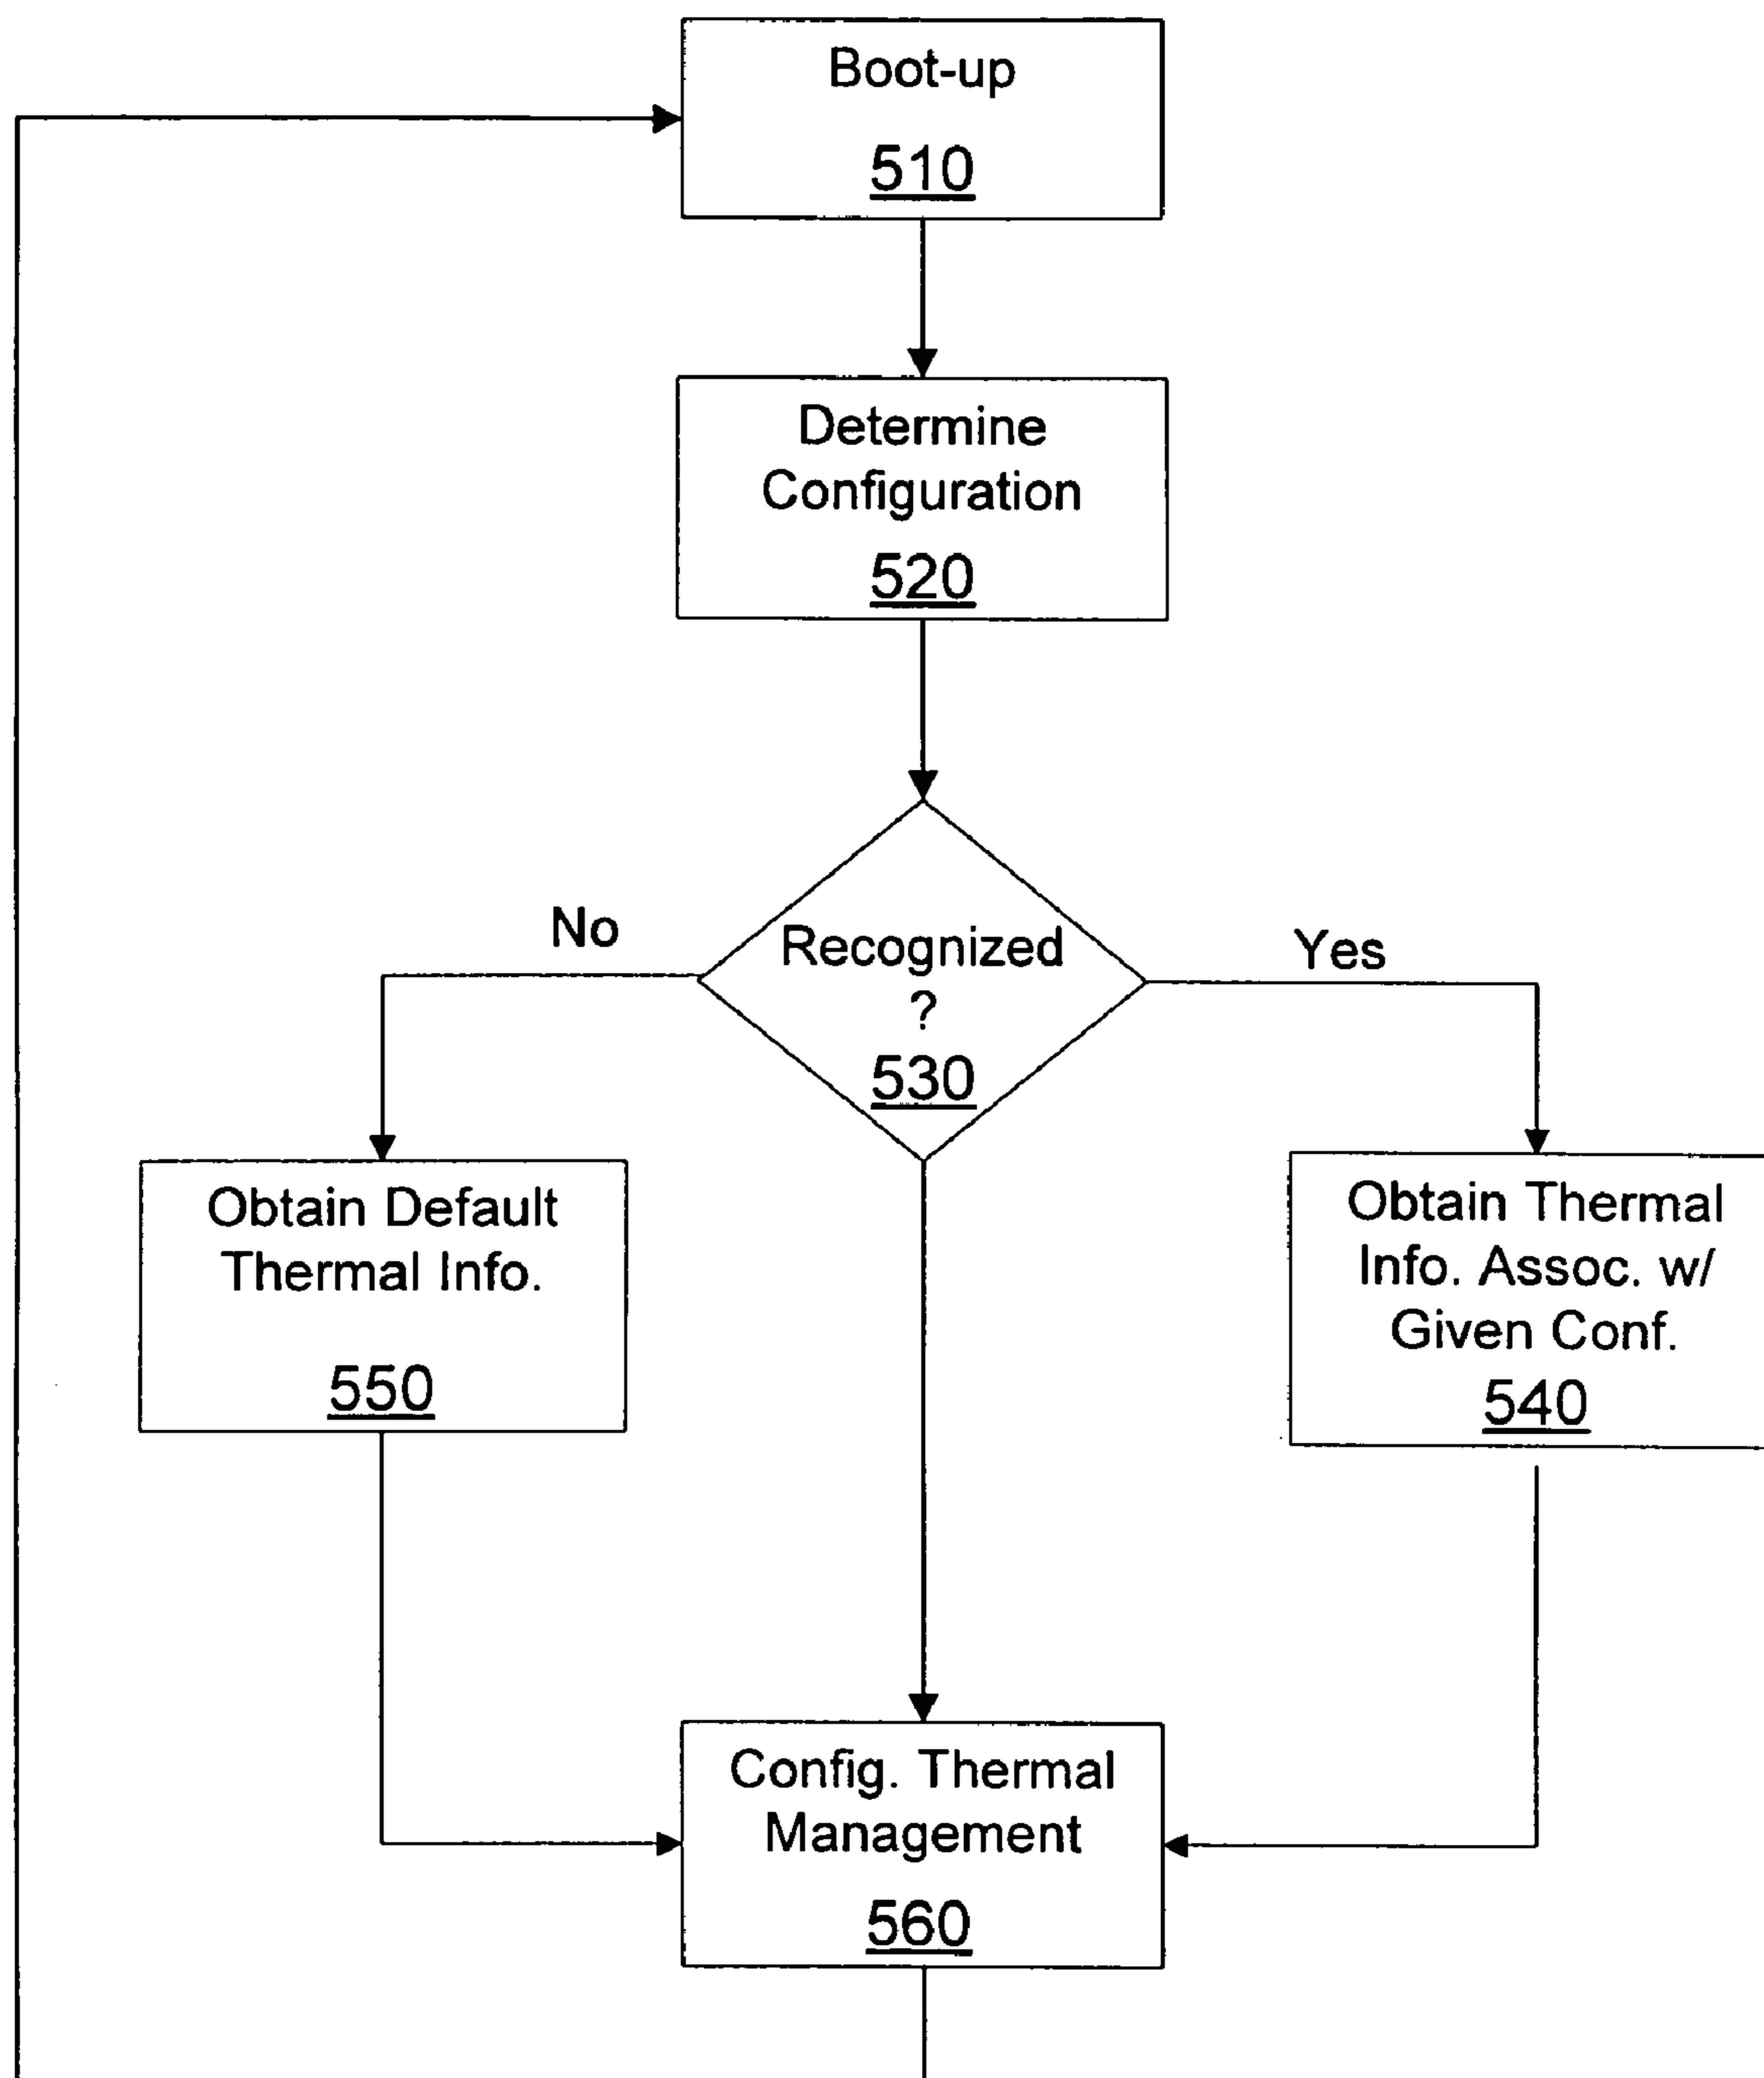 Boot-up
510
Determine
Configuration
520
No
Recognized
?
530
Yes
Obtain Default
Thermal Info.
550
Obtain Thermal
Info. Assoc. w/
Given Conf.
540
Config. Thermal
Management
560